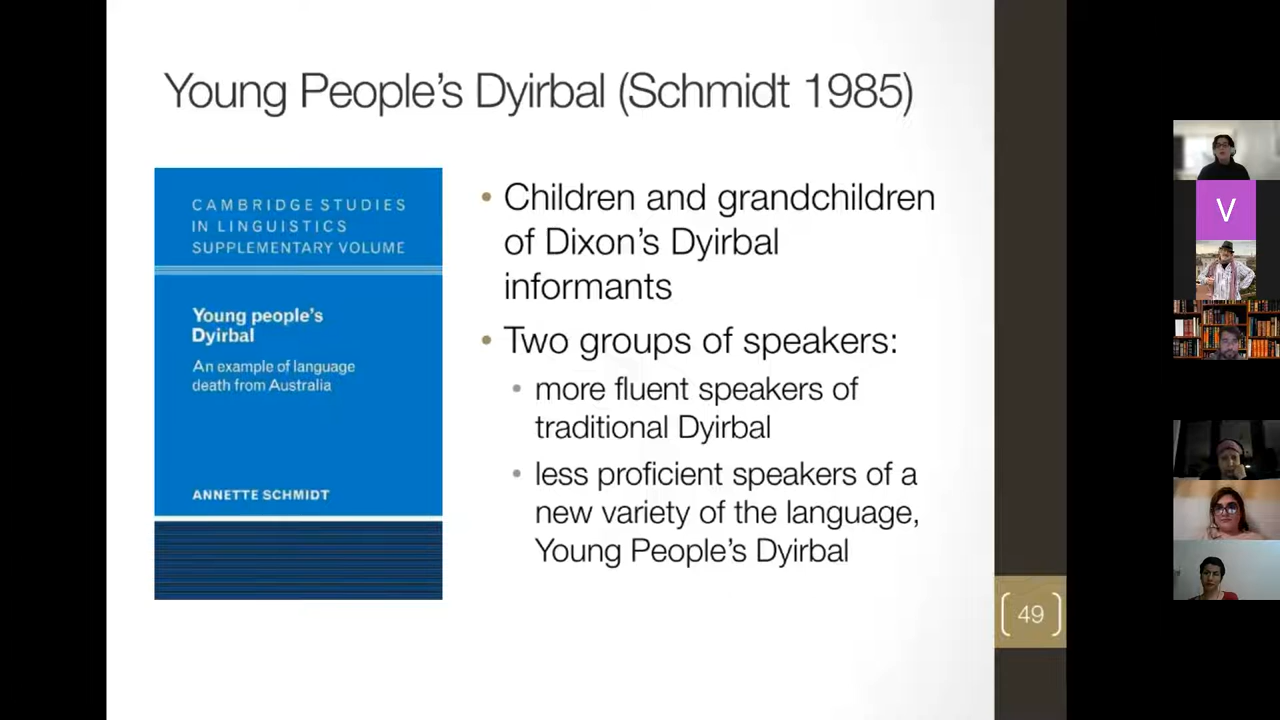 Young People's Dyirbal (Schmidt 1985)
CAMBRIDGE STUDIES
IN LINGUISTICS
SUPPLEMENTARY VOLUME
Young people's
Dyirbal
An example of language
death from Australia
ANNETTE SCHMIDT
• Children and grandchildren
of Dixon's Dyirbal
informants
• Two groups of speakers:
• more fluent speakers of
traditional Dyirbal
• less proficient speakers of a
new variety of the language,
Young People's Dyirbal
49
V